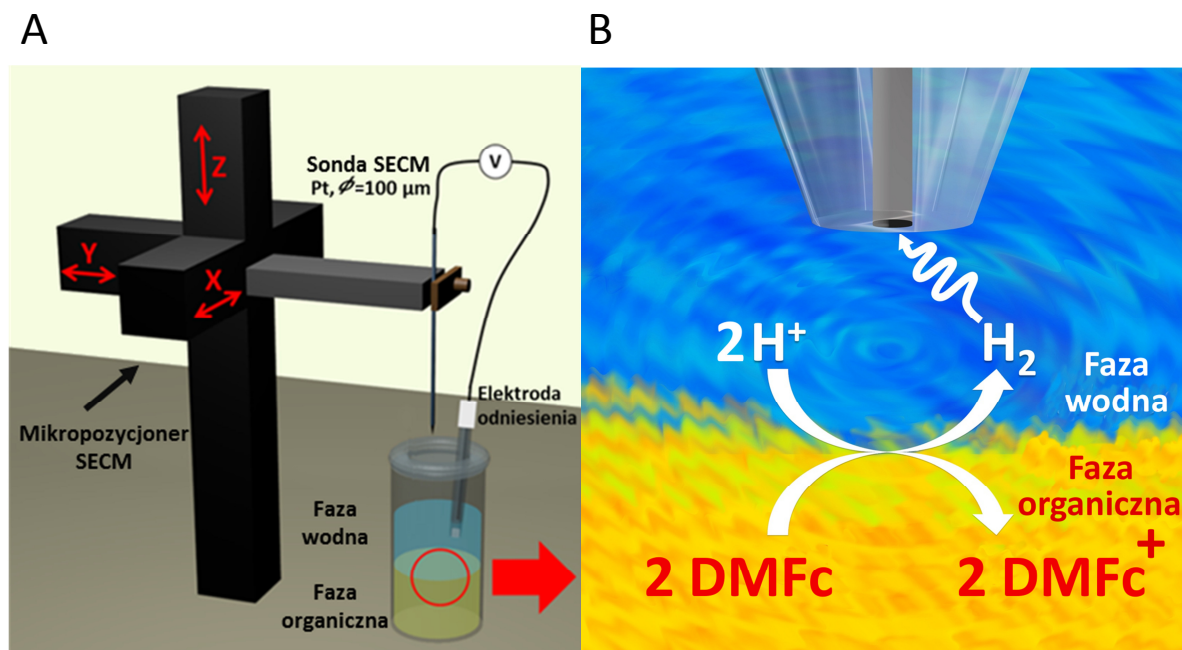 A
B
Z
Y
X
Sonda SECM
Pt, ϕ=100 μm
V
Elektroda
odniesienia
Mikropozycjoner
SECM
Faza
wodna
Faza
organiczna
2H⁺
H₂
Faza
wodna
Faza
organiczna
2 DMFc
2 DMFc⁺